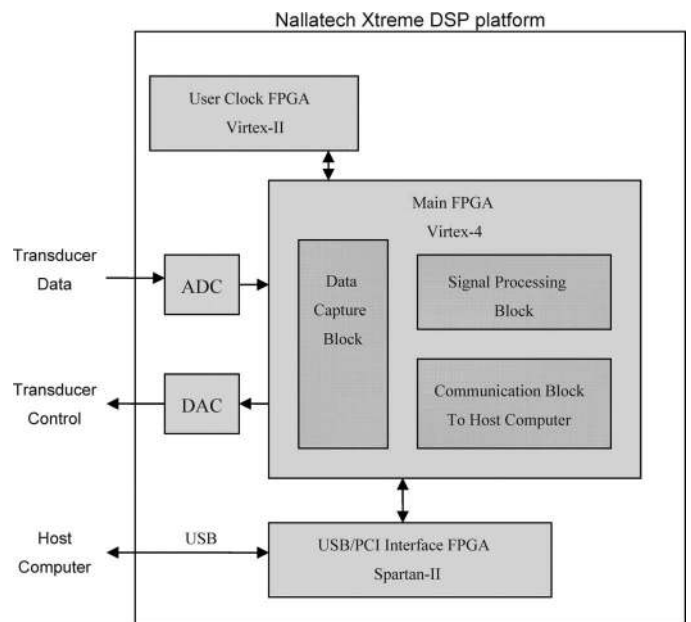 Nallatech Xtreme DSP platform
User Clock FPGA
Virtex-II
Main FPGA
Virtex-4
Transducer
Data
ADC
Data
Capture
Block
Signal Processing
Block
Transducer
Control
DAC
Communication Block
To Host Computer
Host
Computer
USB
USB/PCI Interface FPGA
Spartan-II